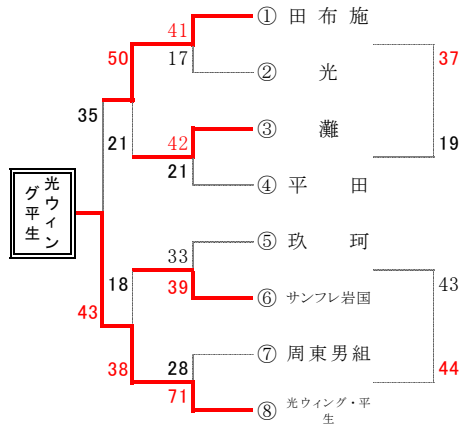 41
① 田布施
50
37
17
② 光
35
42
③ 灘
21
19
21
④ 平田
光ウィン
グ平生
33
⑤ 玖珂
18
43
39
⑥ サンフレ岩国
43
28
⑦ 周東男組
38
44
71
⑧ 光ウィング・平
生